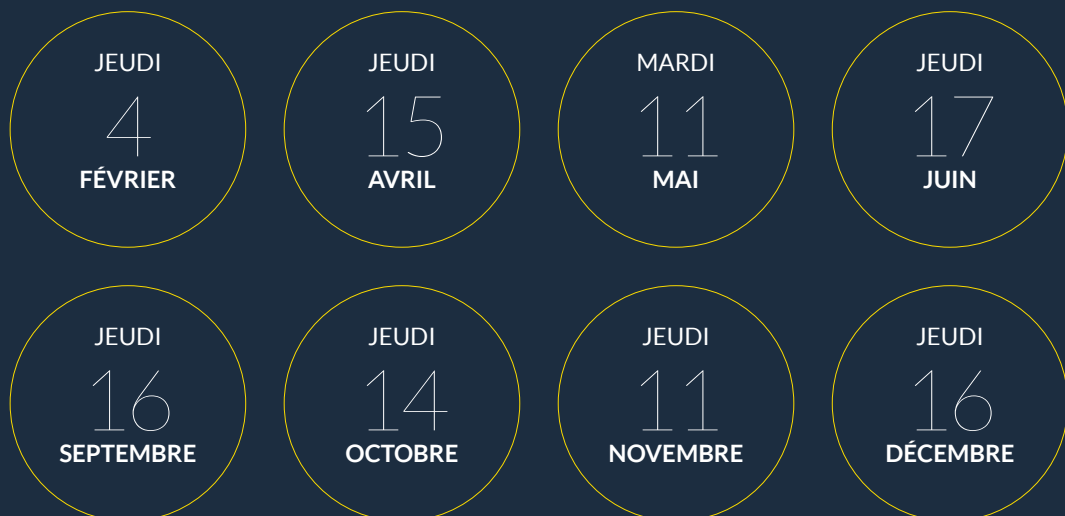 JEUDI
4
FÉVRIER
JEUDI
15
AVRIL
MARDI
11
MAI
JEUDI
17
JUIN
JEUDI
16
SEPTEMBRE
JEUDI
14
OCTOBRE
JEUDI
11
NOVEMBRE
JEUDI
16
DÉCEMBRE